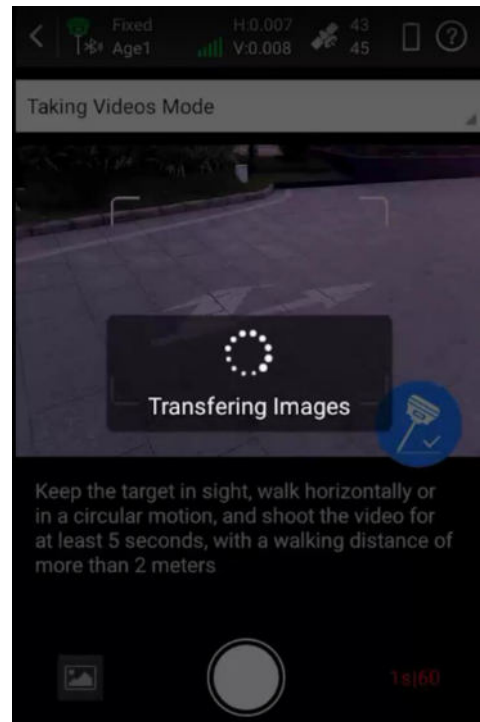 Fixed H:0.007 43
Age1 V:0.008 45
Taking Videos Mode
Transfering Images
Keep the target in sight, walk horizontally or
in a circular motion, and shoot the video for
at least 5 seconds, with a walking distance of
more than 2 meters
1s|60